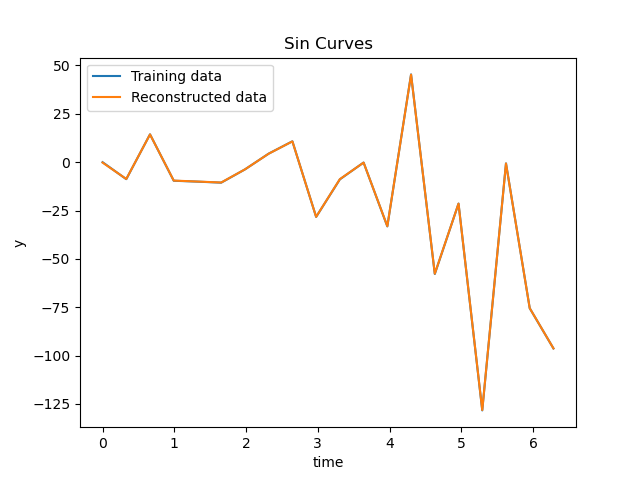 Sin Curves
Training data
Reconstructed data
50
25
0
−25
−50
−75
−100
−125
y
0 1 2 3 4 5 6
time